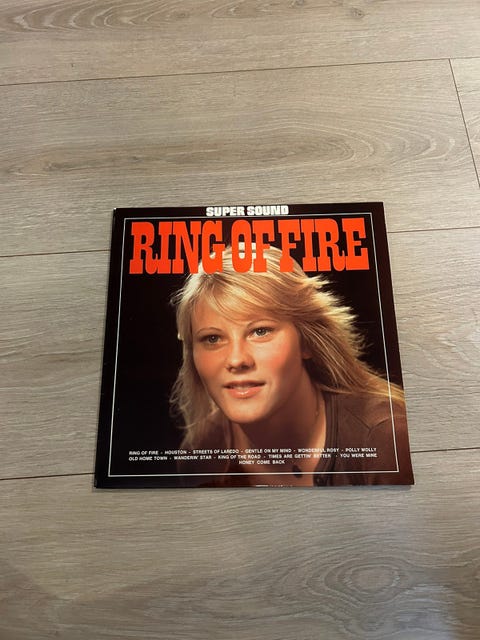 SUPER SOUND
RING OF FIRE
RING OF FIRE - HOUSTON - STREETS OF LAREDO - GENTLE ON MY MIND - WONDERFUL ROSY - POLLY WOLLY
OLD HOME TOWN - WANDERIN' STAR - KING OF THE ROAD - TIMES ARE GETTIN' BETTER - YOU WERE MINE
HONEY COME BACK